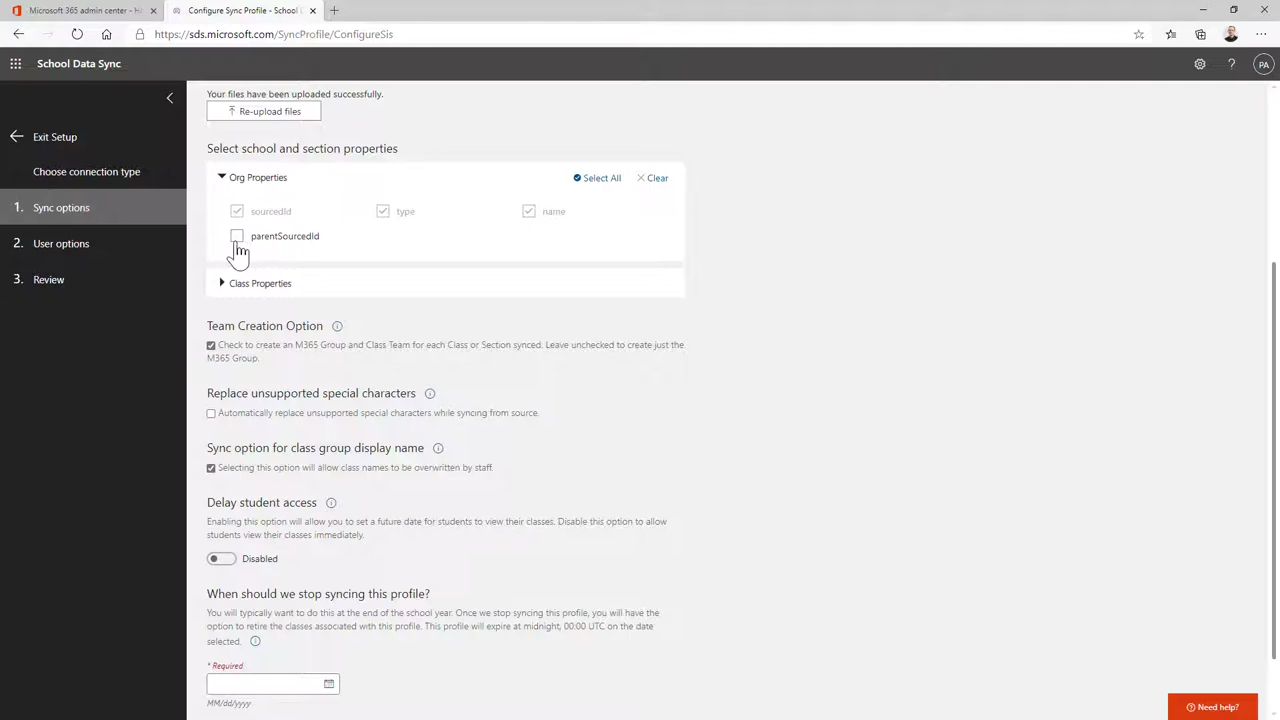 Microsoft 365 admin center - H
Configure Sync Profile - School D
https://sds.microsoft.com/SyncProfile/ConfigureSis
School Data Sync
PA
Exit Setup
Choose connection type
1. Sync options
2. User options
3. Review
Your files have been uploaded successfully.
Re-upload files
Select school and section properties
Org Properties
Select All
Clear
sourcedId
type
name
parentSourcedId
Class Properties
Team Creation Option
Check to create an M365 Group and Class Team for each Class or Section synced. Leave unchecked to create just the
M365 Group.
Replace unsupported special characters
Automatically replace unsupported special characters while syncing from source.
Sync option for class group display name
Selecting this option will allow class names to be overwritten by staff.
Delay student access
Enabling this option will allow you to set a future date for students to view their classes. Disable this option to allow
students view their classes immediately.
Disabled
When should we stop syncing this profile?
You will typically want to do this at the end of the school year. Once we stop syncing this profile, you will have the
option to retire the classes associated with this profile. This profile will expire at midnight, 00:00 UTC on the date
selected.
* Required
MM/dd/yyyy
Need help?